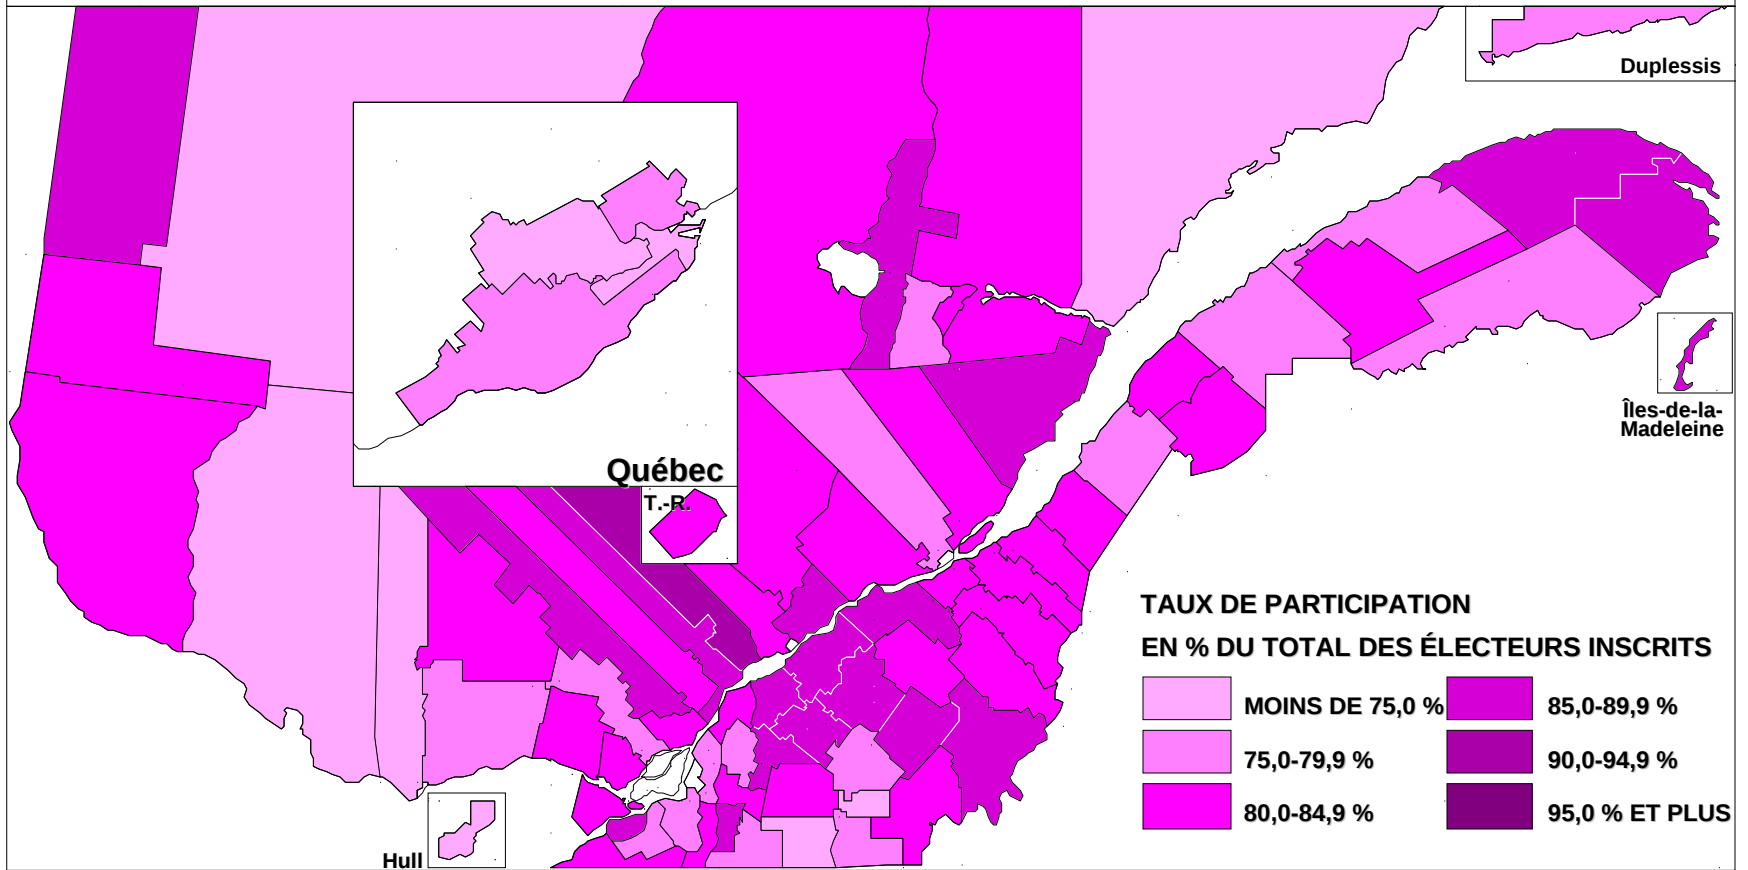 Duplessis
Îles-de-la-
Madeleine
Québec
T.-R.
Hull
TAUX DE PARTICIPATION
EN % DU TOTAL DES ÉLECTEURS INSCRITS
MOINS DE 75,0 %
75,0-79,9 %
80,0-84,9 %
85,0-89,9 %
90,0-94,9 %
95,0 % ET PLUS